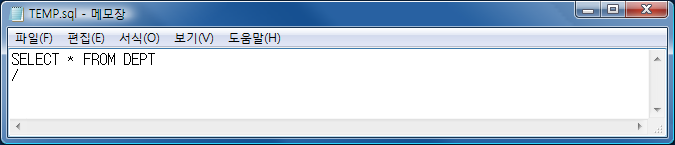 TEMP.sql - 메모장
파일(F) 편집(E) 서식(O) 보기(V) 도움말(H)
SELECT * FROM DEPT
/